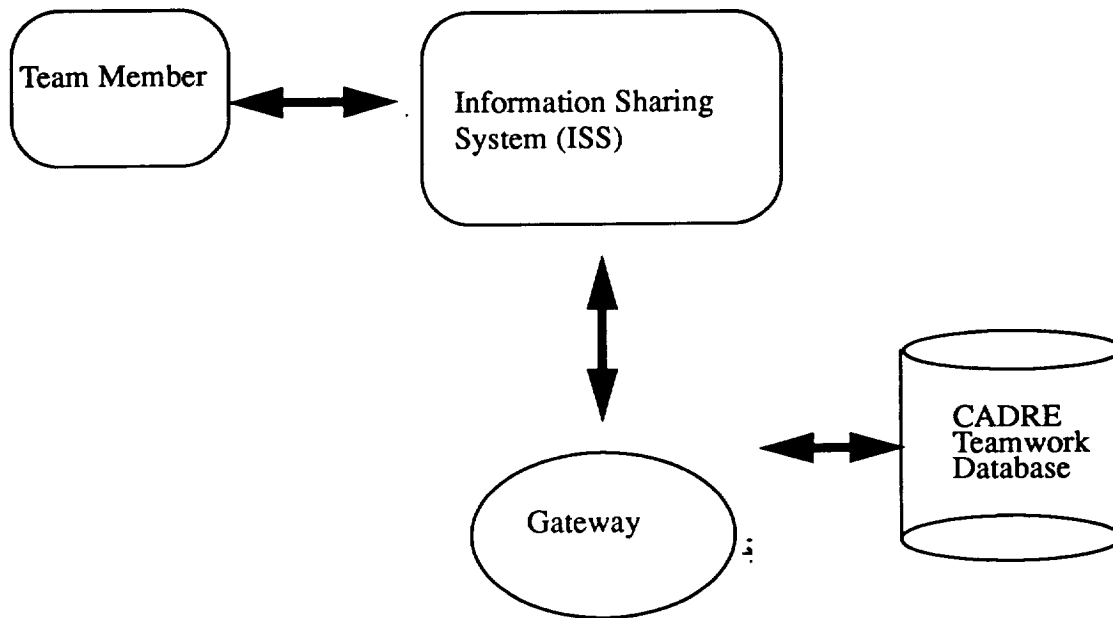 Team Member
Information Sharing
System (ISS)
CADRE
Teamwork
Database
Gateway